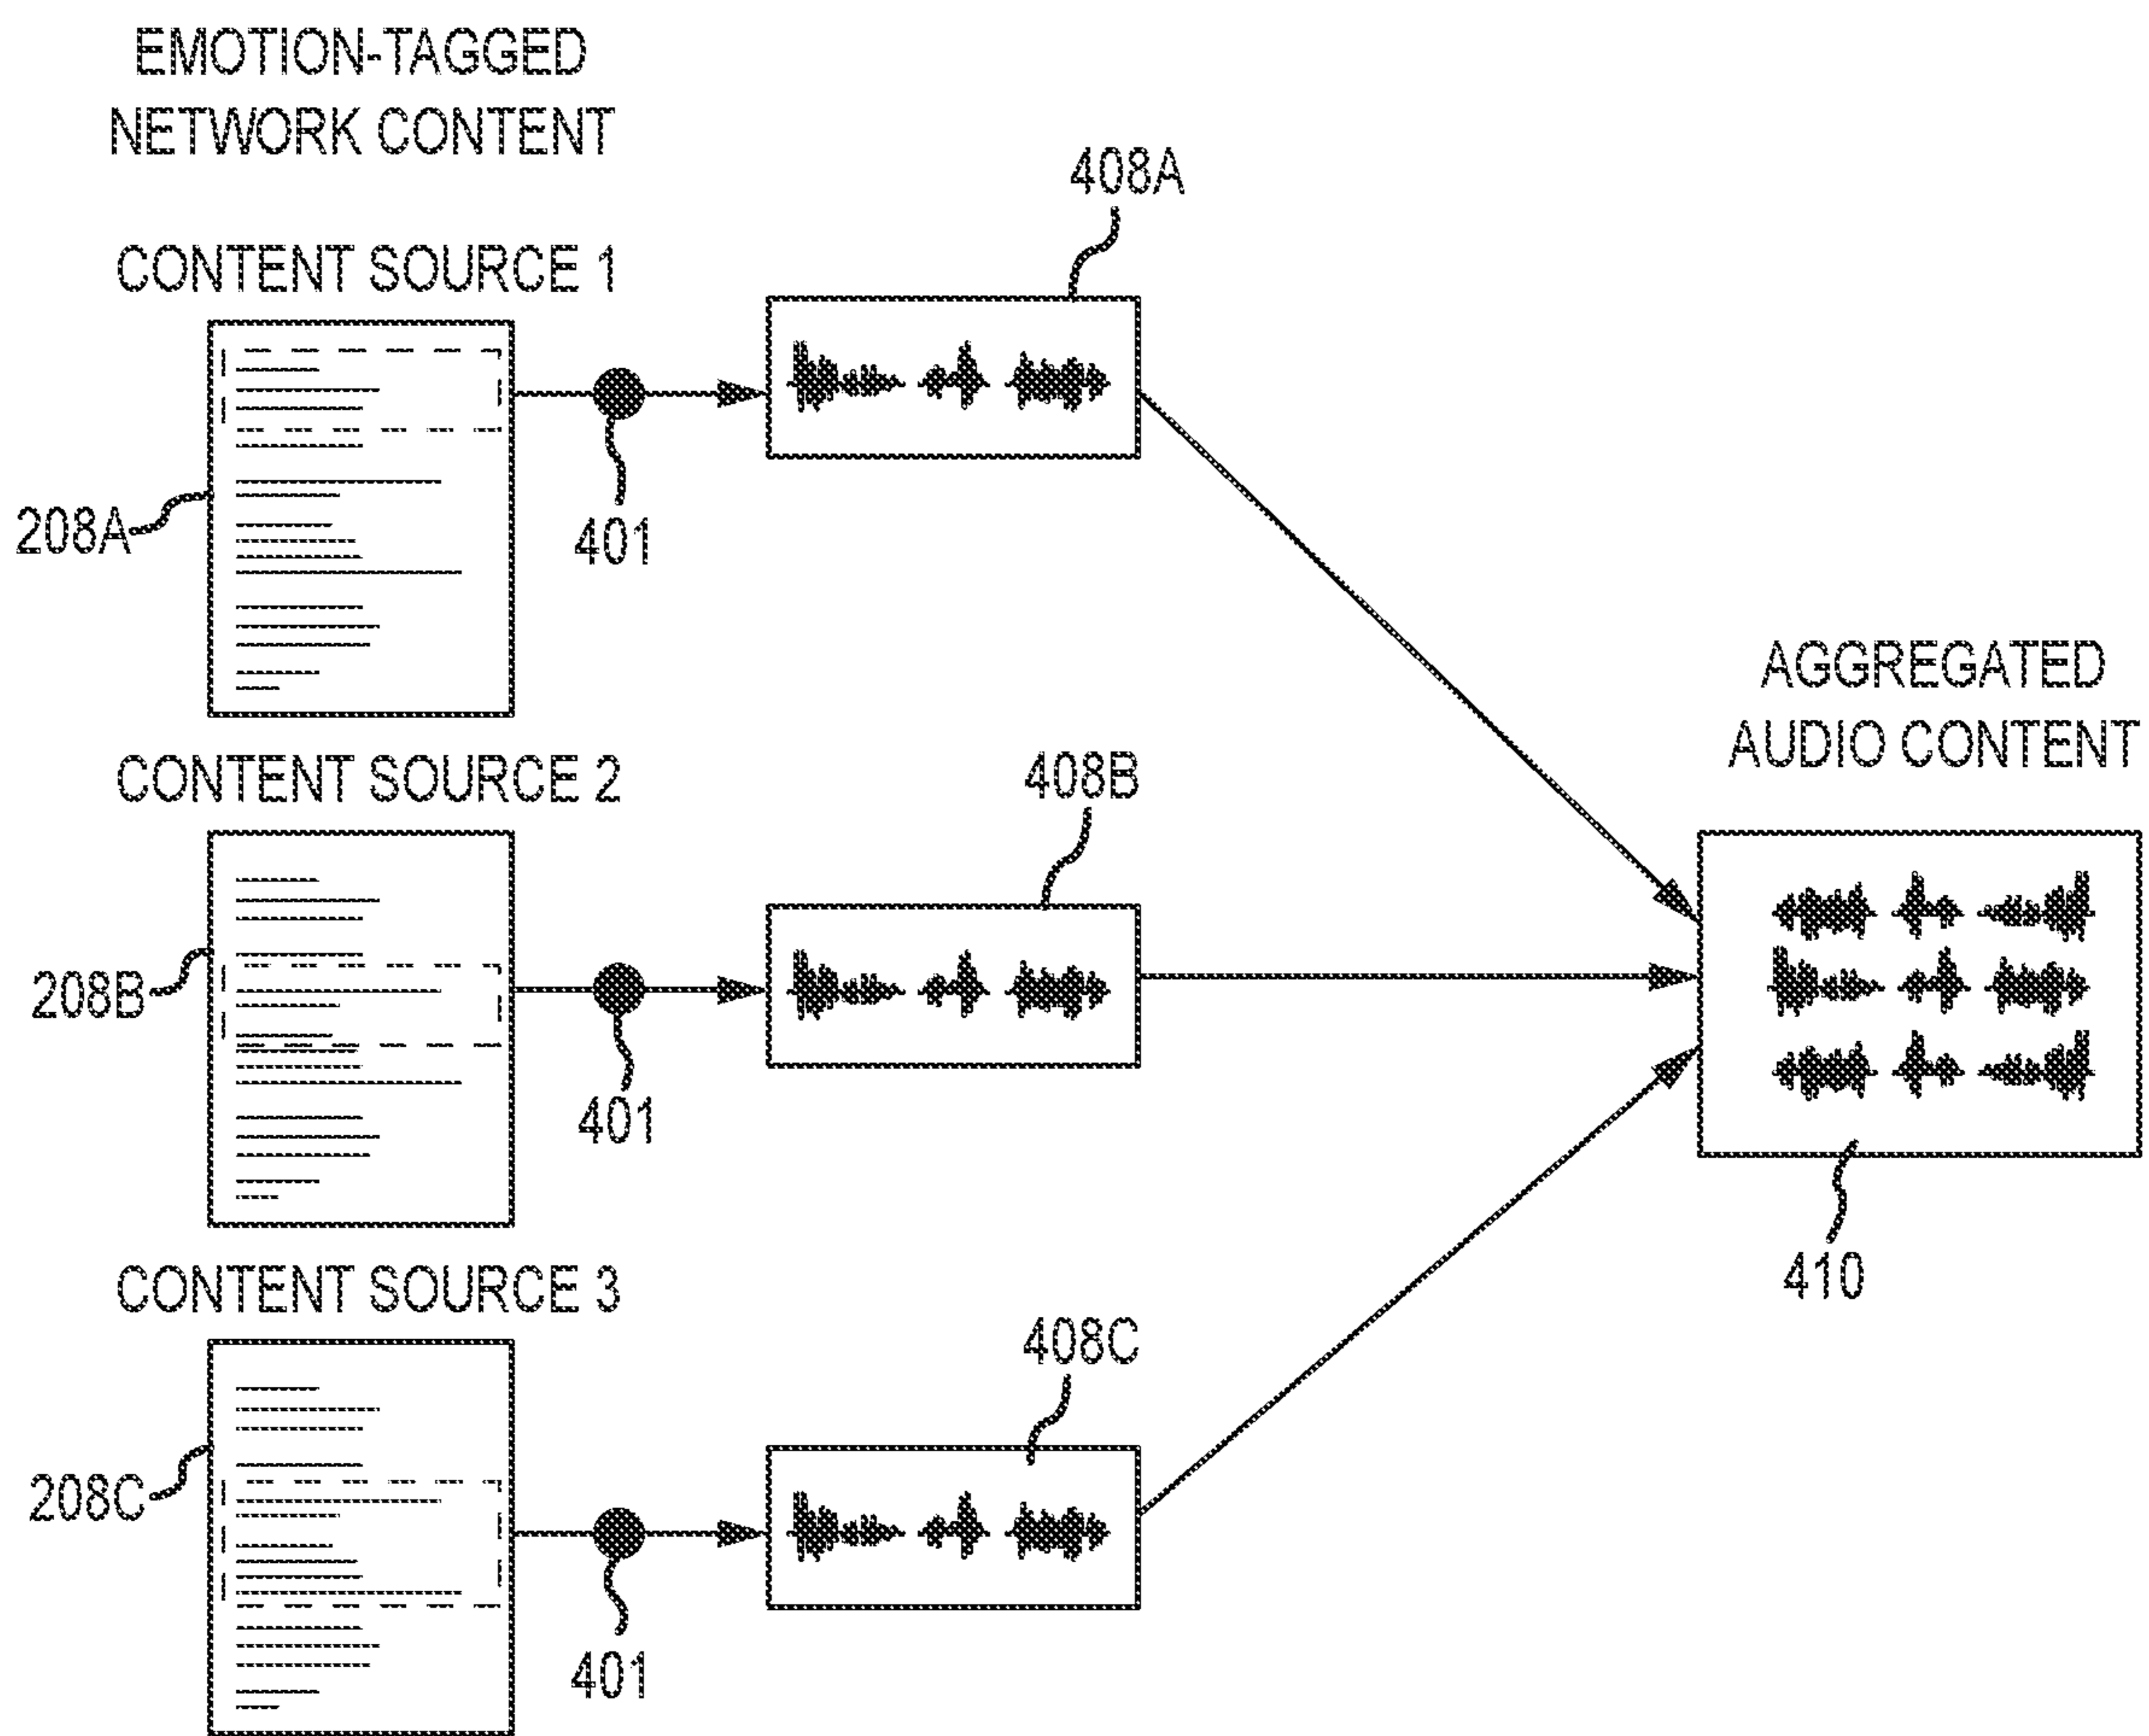 EMOTION-TAGGED
NETWORK CONTENT
408A
CONTENT SOURCE 1
208A
401
AGGREGATED
AUDIO CONTENT
CONTENT SOURCE 2
408B
208B
401
410
CONTENT SOURCE 3
408C
208C
401